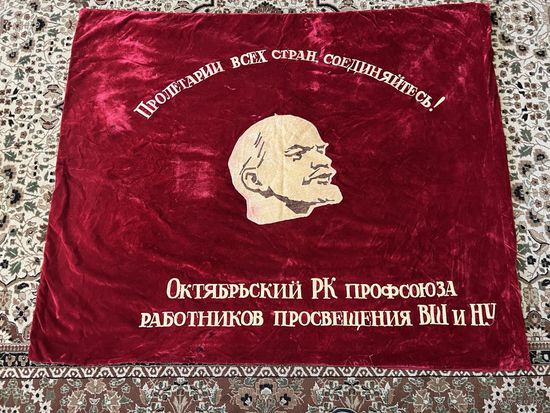 Пролетарии всех стран, соединяйтесь!
Октябрьский РК профсоюза
работников просвещения ВШ и НУ